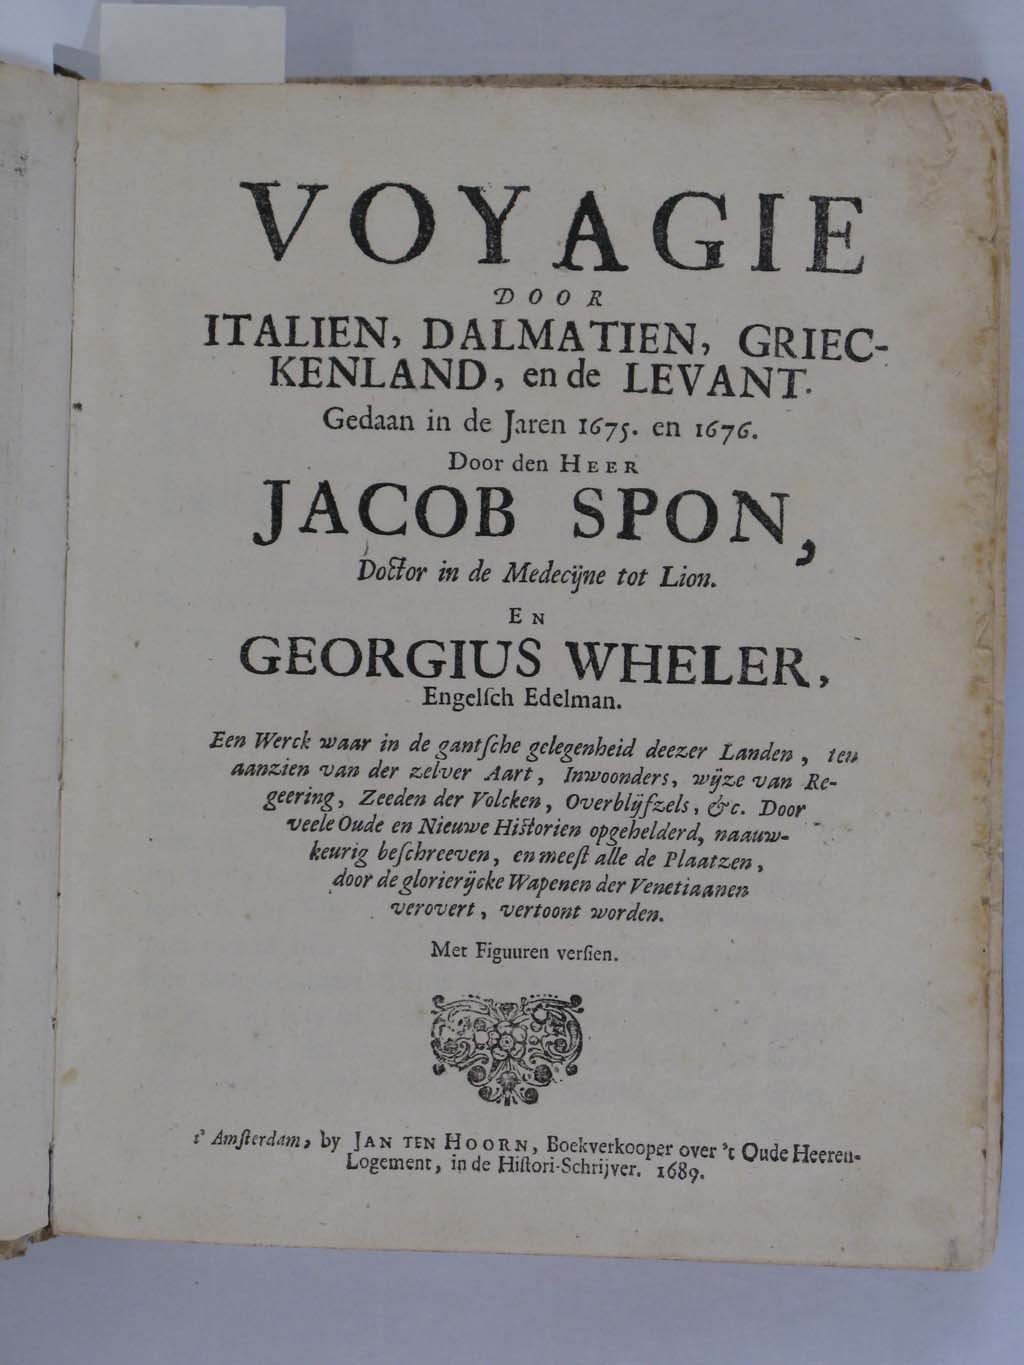 VOYAGIE
DOOR
ITALIEN, DALMATIEN, GRIEC-
KENLAND, en de LEVANT.
Gedaan in de Jaren 1675. en 1676.
Door den HEER
JACOB SPON,
Doctor in de Medecijne tot Lion.
EN
GEORGIUS WHELER,
Engelſch Edelman.
Een Werck waar in de gantſche gelegenheid deezer Landen, ten
aanzien van der zelver Aart, Inwoonders, wijze van Re-
geering, Zeeden der Volcken, Overblijfzels, &c. Door
veele Oude en Nieuwe Hiſtorien opgehelderd, naauw-
keurig beſchreeven, en meeſt alle de Plaatzen,
door de glorierijcke Wapenen der Venetiaanen
verovert, vertoont worden.
Met Figuuren verſien.
t' Amſterdam, by JAN TEN HOORN, Boekverkooper over 't Oude Heeren-
Logement, in de Hiſtori-Schrijver. 1689.